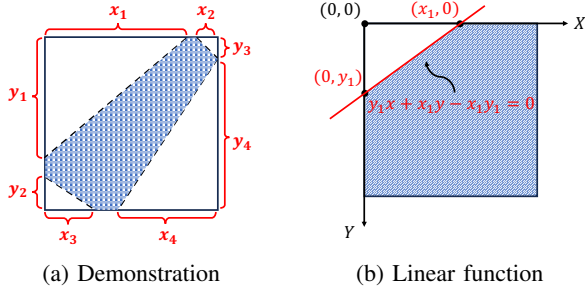 x₁ x₂
y₃
y₁
y₄
y₂
x₃ x₄
(a) Demonstration
(0,0) (x₁,0) X
(0,y₁)
y₁x + x₁y − x₁y₁ = 0
Y
(b) Linear function